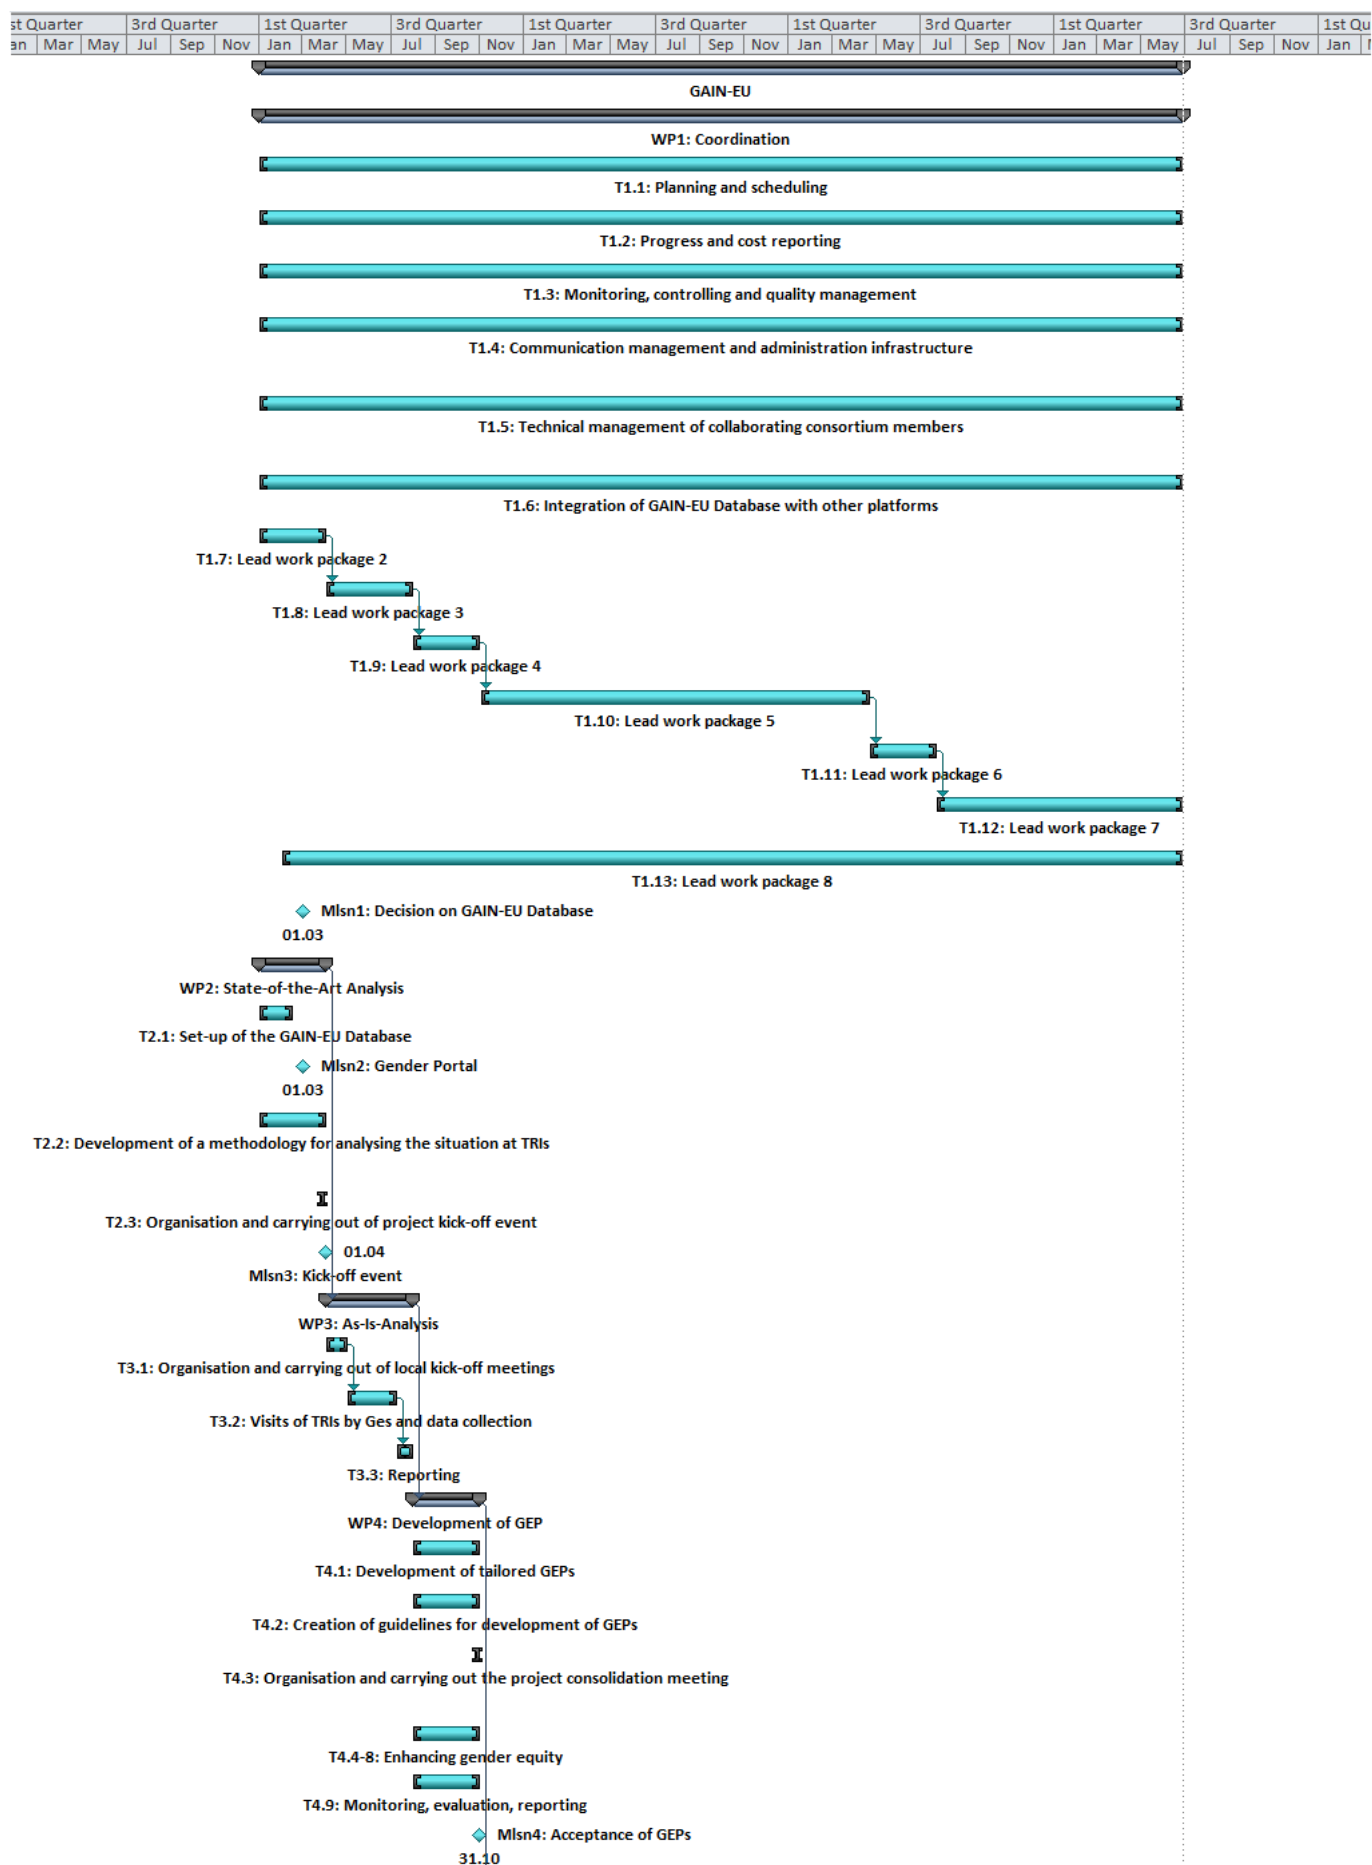 st Quarter 3rd Quarter 1st Quarter 3rd Quarter 1st Quarter 3rd Quarter 1st Quarter 3rd Quarter 1st Quarter 3rd Quarter 1st Qu
an Mar May Jul Sep Nov Jan Mar May Jul Sep Nov Jan Mar May Jul Sep Nov Jan Mar May Jul Sep Nov Jan Mar May Jul Sep Nov Jan
GAIN-EU
WP1: Coordination
T1.1: Planning and scheduling
T1.2: Progress and cost reporting
T1.3: Monitoring, controlling and quality management
T1.4: Communication management and administration infrastructure
T1.5: Technical management of collaborating consortium members
T1.6: Integration of GAIN-EU Database with other platforms
T1.7: Lead work package 2
T1.8: Lead work package 3
T1.9: Lead work package 4
T1.10: Lead work package 5
T1.11: Lead work package 6
T1.12: Lead work package 7
T1.13: Lead work package 8
Mlsn1: Decision on GAIN-EU Database
01.03
WP2: State-of-the-Art Analysis
T2.1: Set-up of the GAIN-EU Database
Mlsn2: Gender Portal
01.03
T2.2: Development of a methodology for analysing the situation at TRIs
T2.3: Organisation and carrying out of project kick-off event
01.04
Mlsn3: Kick-off event
WP3: As-Is-Analysis
T3.1: Organisation and carrying out of local kick-off meetings
T3.2: Visits of TRIs by Ges and data collection
T3.3: Reporting
WP4: Development of GEP
T4.1: Development of tailored GEPs
T4.2: Creation of guidelines for development of GEPs
T4.3: Organisation and carrying out the project consolidation meeting
T4.4-8: Enhancing gender equity
T4.9: Monitoring, evaluation, reporting
Mlsn4: Acceptance of GEPs
31.10